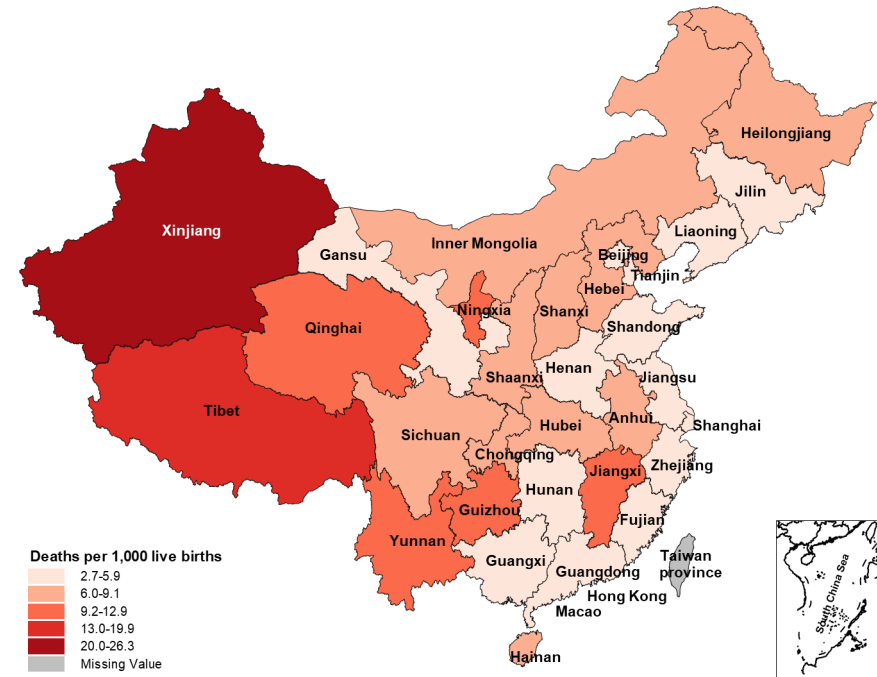 Heilongjiang
Jilin
Xinjiang
Liaoning
Inner Mongolia
Gansu
Beijing
Tianjin
Hebei
Ningxia
Shanxi
Qinghai
Shandong
Henan
Shaanxi
Jiangsu
Tibet
Anhui
Hubei
Shanghai
Sichuan
Chongqing
Zhejiang
Jiangxi
Hunan
Guizhou
Fujian
Yunnan
Taiwan
province
Guangxi
Guangdong
Hong Kong
Macao
Hainan
South China Sea
Deaths per 1,000 live births
2.7-5.9
6.0-9.1
9.2-12.9
13.0-19.9
20.0-26.3
Missing Value